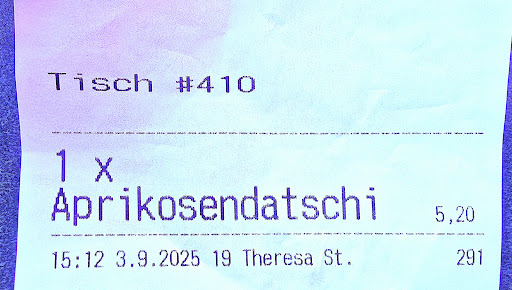 Tisch #410
1 x
Aprikosendatschi 5,20
15:12 3.9.2025 19 Theresa St. 291